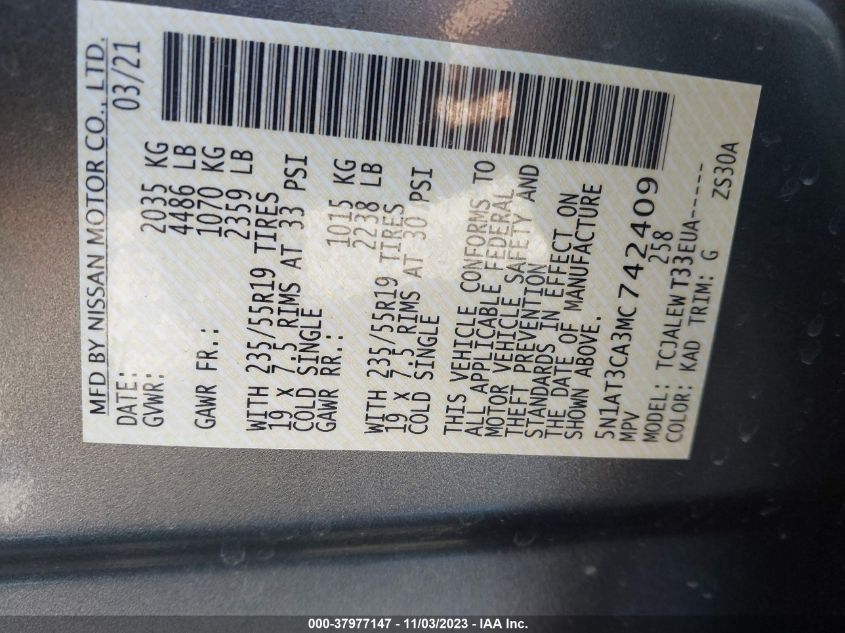 MFD BY NISSAN MOTOR CO., LTD.
DATE: 03/21
GVWR: 2035 KG
4486 LB
GAWR FR.: 1070 KG
2359 LB
WITH 235/55R19 TIRES
19 X 7.5 RIMS AT 33 PSI
COLD SINGLE
GAWR RR.: 1015 KG
2238 LB
WITH 235/55R19 TIRES
19 X 7.5 RIMS AT 30 PSI
COLD SINGLE
THIS VEHICLE CONFORMS TO
ALL APPLICABLE FEDERAL
MOTOR VEHICLE SAFETY AND
THEFT PREVENTION
STANDARDS IN EFFECT ON
THE DATE OF MANUFACTURE
SHOWN ABOVE.
5N1AT3CA3MC742409
MPV 258
MODEL: TCJALEWT33EUA-----
COLOR: KAD TRIM: G ZS30A
000-37977147 - 11/03/2023 - IAA Inc.